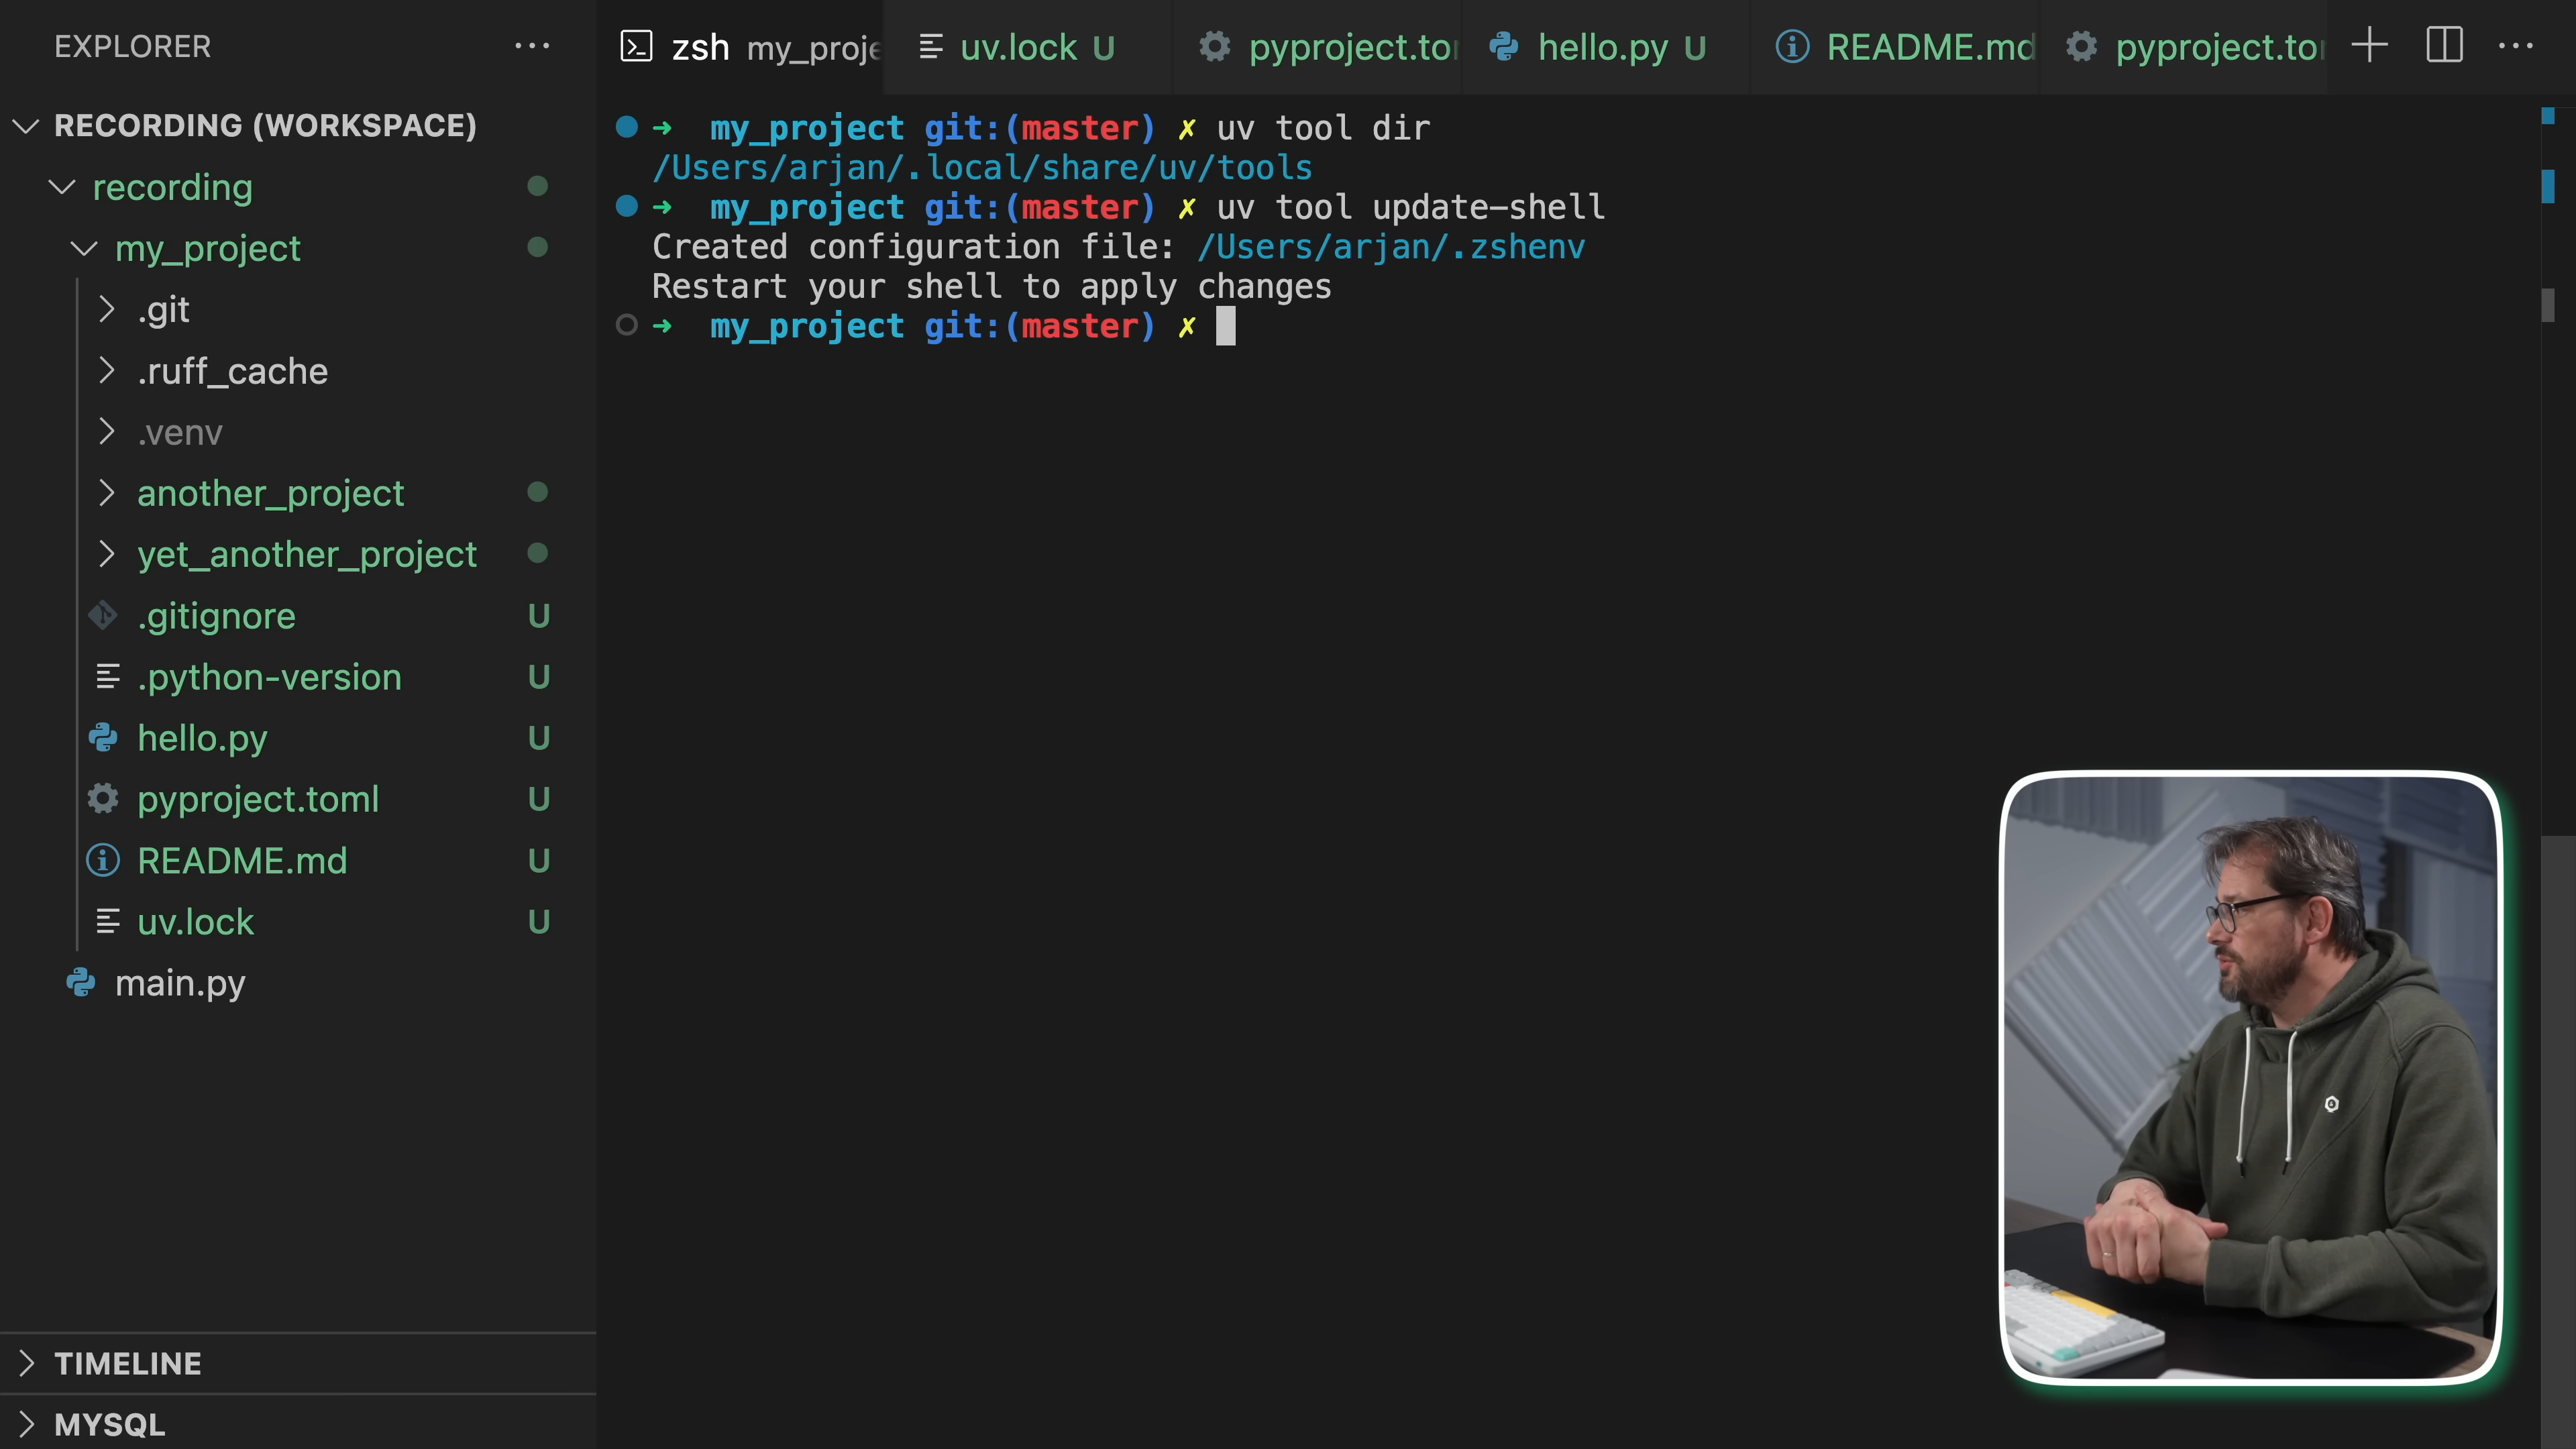 EXPLORER
RECORDING (WORKSPACE)
recording
my_project
.git
.ruff_cache
.venv
another_project
yet_another_project
.gitignore U
.python-version U
hello.py U
pyproject.toml U
README.md U
uv.lock U
main.py
TIMELINE
MYSQL
zsh my_proje
uv.lock U
pyproject.to
hello.py U
README.md
pyproject.to
➜ my_project git:(master) ✗ uv tool dir
/Users/arjan/.local/share/uv/tools
➜ my_project git:(master) ✗ uv tool update-shell
Created configuration file: /Users/arjan/.zshenv
Restart your shell to apply changes
➜ my_project git:(master) ✗